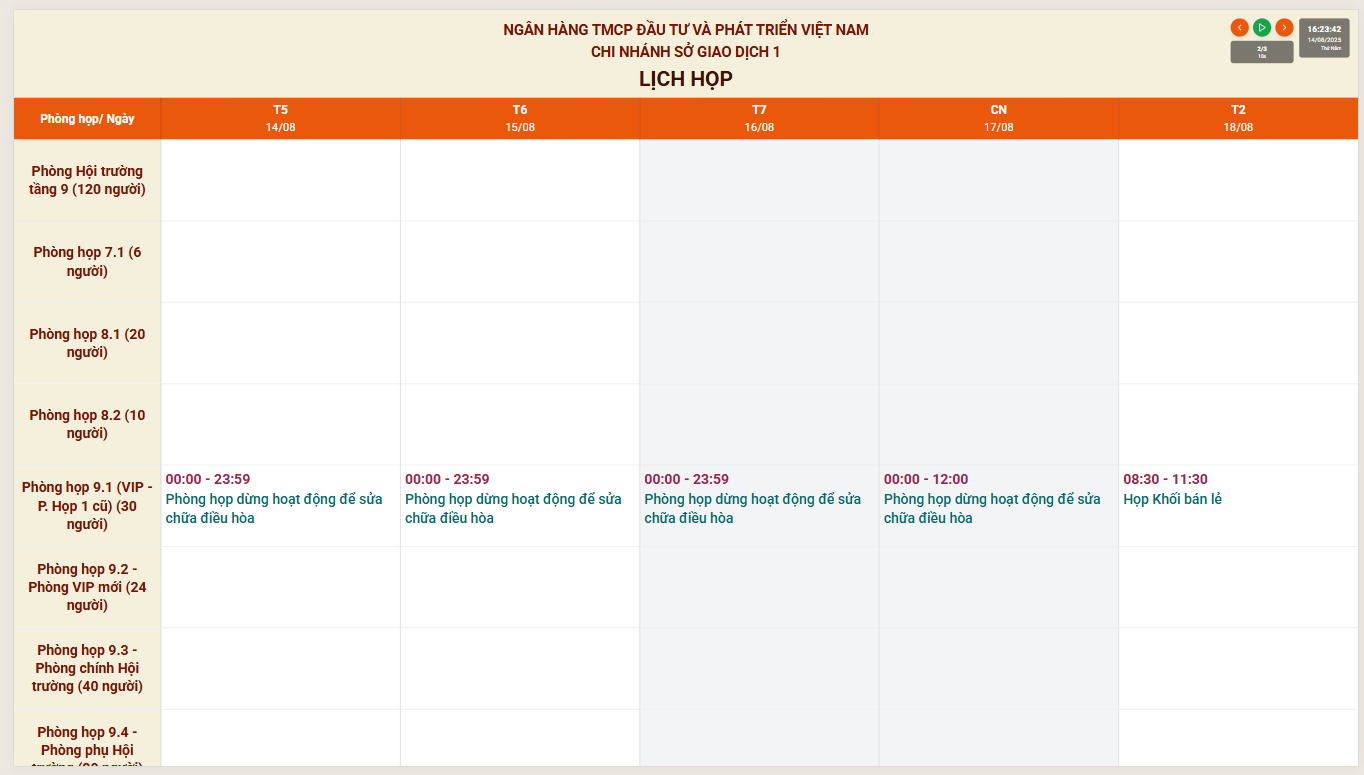 NGÂN HÀNG TMCP ĐẦU TƯ VÀ PHÁT TRIỂN VIỆT NAM
CHI NHÁNH SỞ GIAO DỊCH 1
LỊCH HỌP
2/3
10s
16:23:42
14/08/2025
Thứ Năm
Phòng họp/ Ngày
T5
14/08
T6
15/08
T7
16/08
CN
17/08
T2
18/08
Phòng Hội trường
tầng 9 (120 người)
Phòng họp 7.1 (6
người)
Phòng họp 8.1 (20
người)
Phòng họp 8.2 (10
người)
Phòng họp 9.1 (VIP -
P. Họp 1 cũ) (30
người)
00:00 - 23:59
Phòng họp dừng hoạt động để sửa
chữa điều hòa
00:00 - 23:59
Phòng họp dừng hoạt động để sửa
chữa điều hòa
00:00 - 23:59
Phòng họp dừng hoạt động để sửa
chữa điều hòa
00:00 - 12:00
Phòng họp dừng hoạt động để sửa
chữa điều hòa
08:30 - 11:30
Họp Khối bán lẻ
Phòng họp 9.2 -
Phòng VIP mới (24
người)
Phòng họp 9.3 -
Phòng chính Hội
trường (40 người)
Phòng họp 9.4 -
Phòng phụ Hội